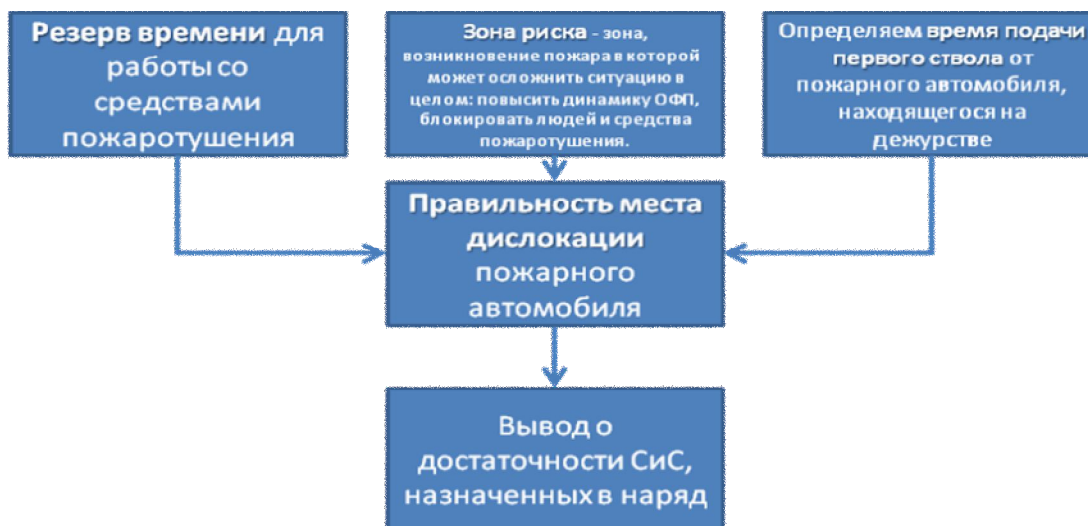 Резерв времени для
работы со
средствами
пожаротушения
Зона риска - зона,
возникновение пожара в которой
может осложнить ситуацию в
целом: повысить динамику ОФП,
блокировать людей и средства
пожаротушения.
Определяем время подачи
первого ствола от
пожарного автомобиля,
находящегося на
дежурстве
Правильность места
дислокации
пожарного
автомобиля
Вывод о
достаточности СиС,
назначенных в наряд